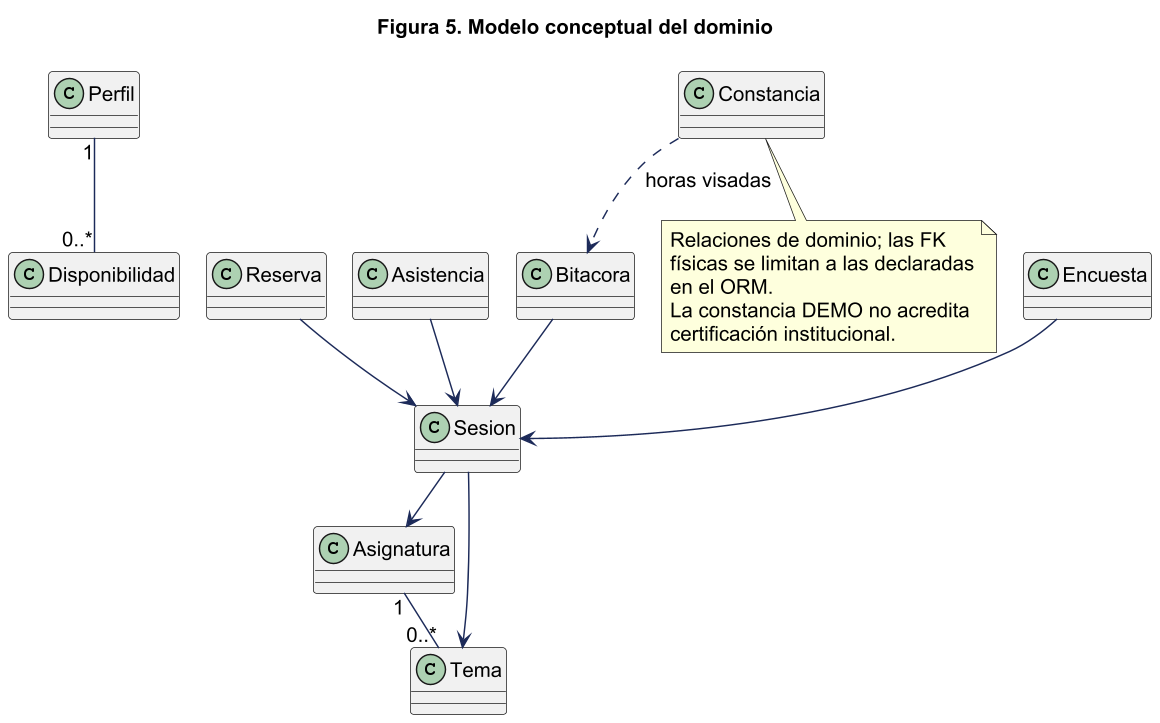 Figura 5. Modelo conceptual del dominio
C Perfil
C Constancia
1
horas visadas
0..*
Relaciones de dominio; las FK
físicas se limitan a las declaradas
en el ORM.
La constancia DEMO no acredita
certificación institucional.
C Disponibilidad
C Reserva
C Asistencia
C Bitacora
C Encuesta
C Sesion
C Asignatura
1
0..*
C Tema